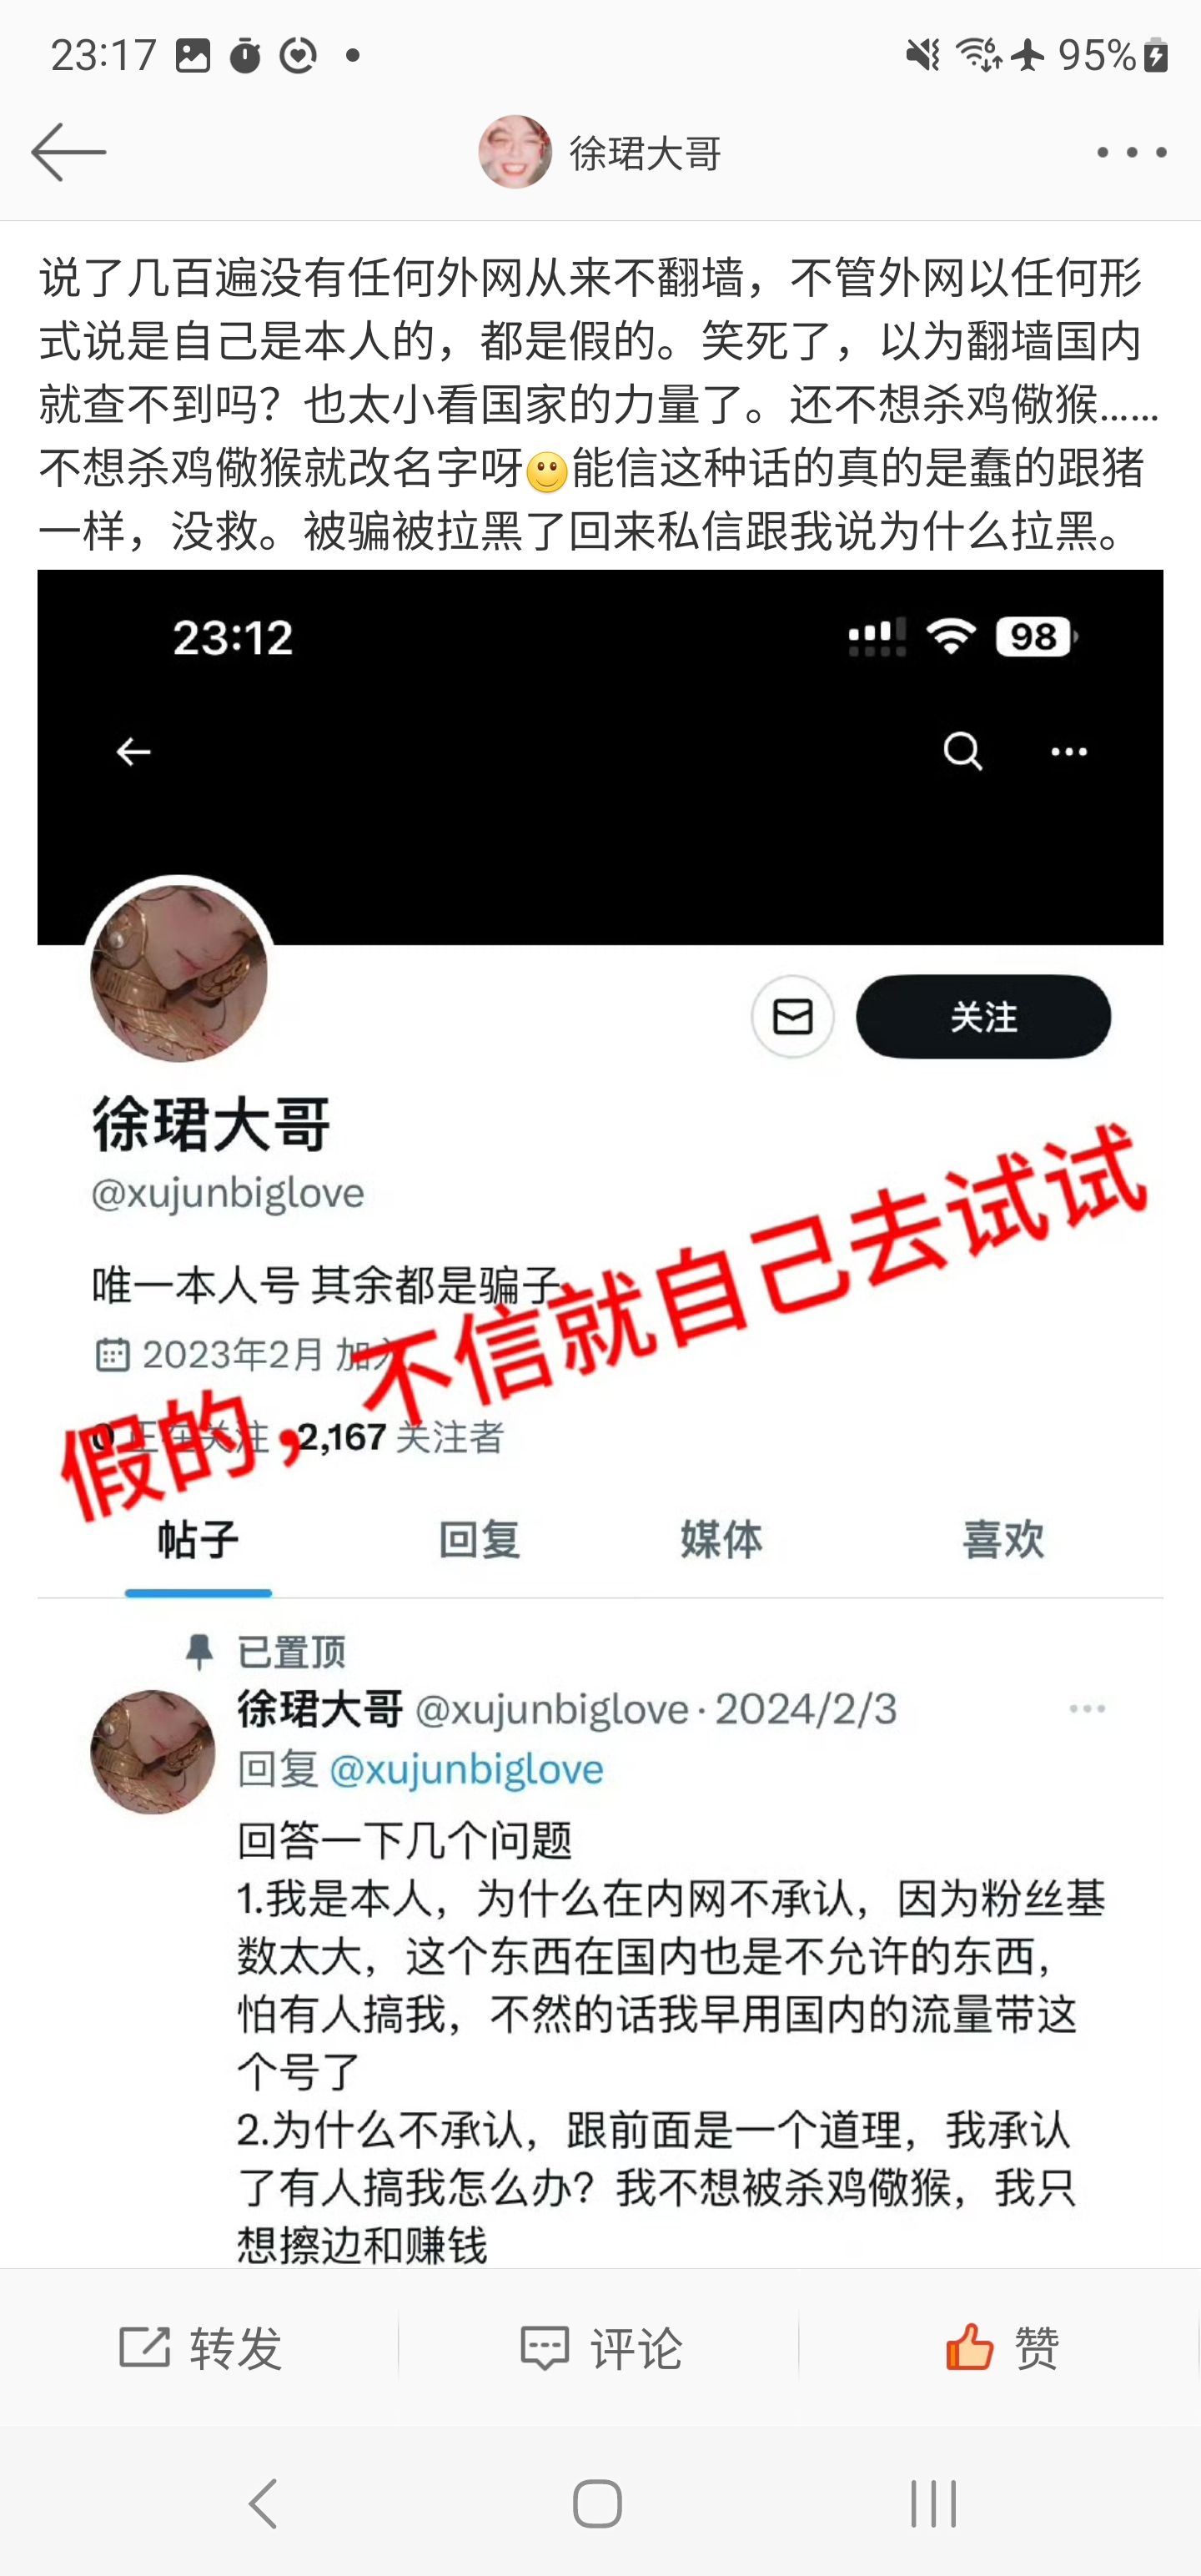 23:17
95%
徐珺大哥
说了几百遍没有任何外网从来不翻墙，不管外网以任何形
式说是自己是本人的，都是假的。笑死了，以为翻墙国内
就查不到吗？也太小看国家的力量了。还不想杀鸡儆猴……
不想杀鸡儆猴就改名字呀🙂能信这种话的真的是蠢的跟猪
一样，没救。被骗被拉黑了回来私信跟我说为什么拉黑。
23:12
98
关注
徐珺大哥
@xujunbiglove
唯一本人号 其余都是骗子
2023年2月 加入
0 正在关注 2,167 关注者
假的，不信就自己去试试
帖子 回复 媒体 喜欢
已置顶
徐珺大哥 @xujunbiglove · 2024/2/3
回复 @xujunbiglove
回答一下几个问题
1.我是本人，为什么在内网不承认，因为粉丝基
数太大，这个东西在国内也是不允许的东西，
怕有人搞我，不然的话我早用国内的流量带这
个号了
2.为什么不承认，跟前面是一个道理，我承认
了有人搞我怎么办？我不想被杀鸡儆猴，我只
想擦边和赚钱
转发 评论 赞